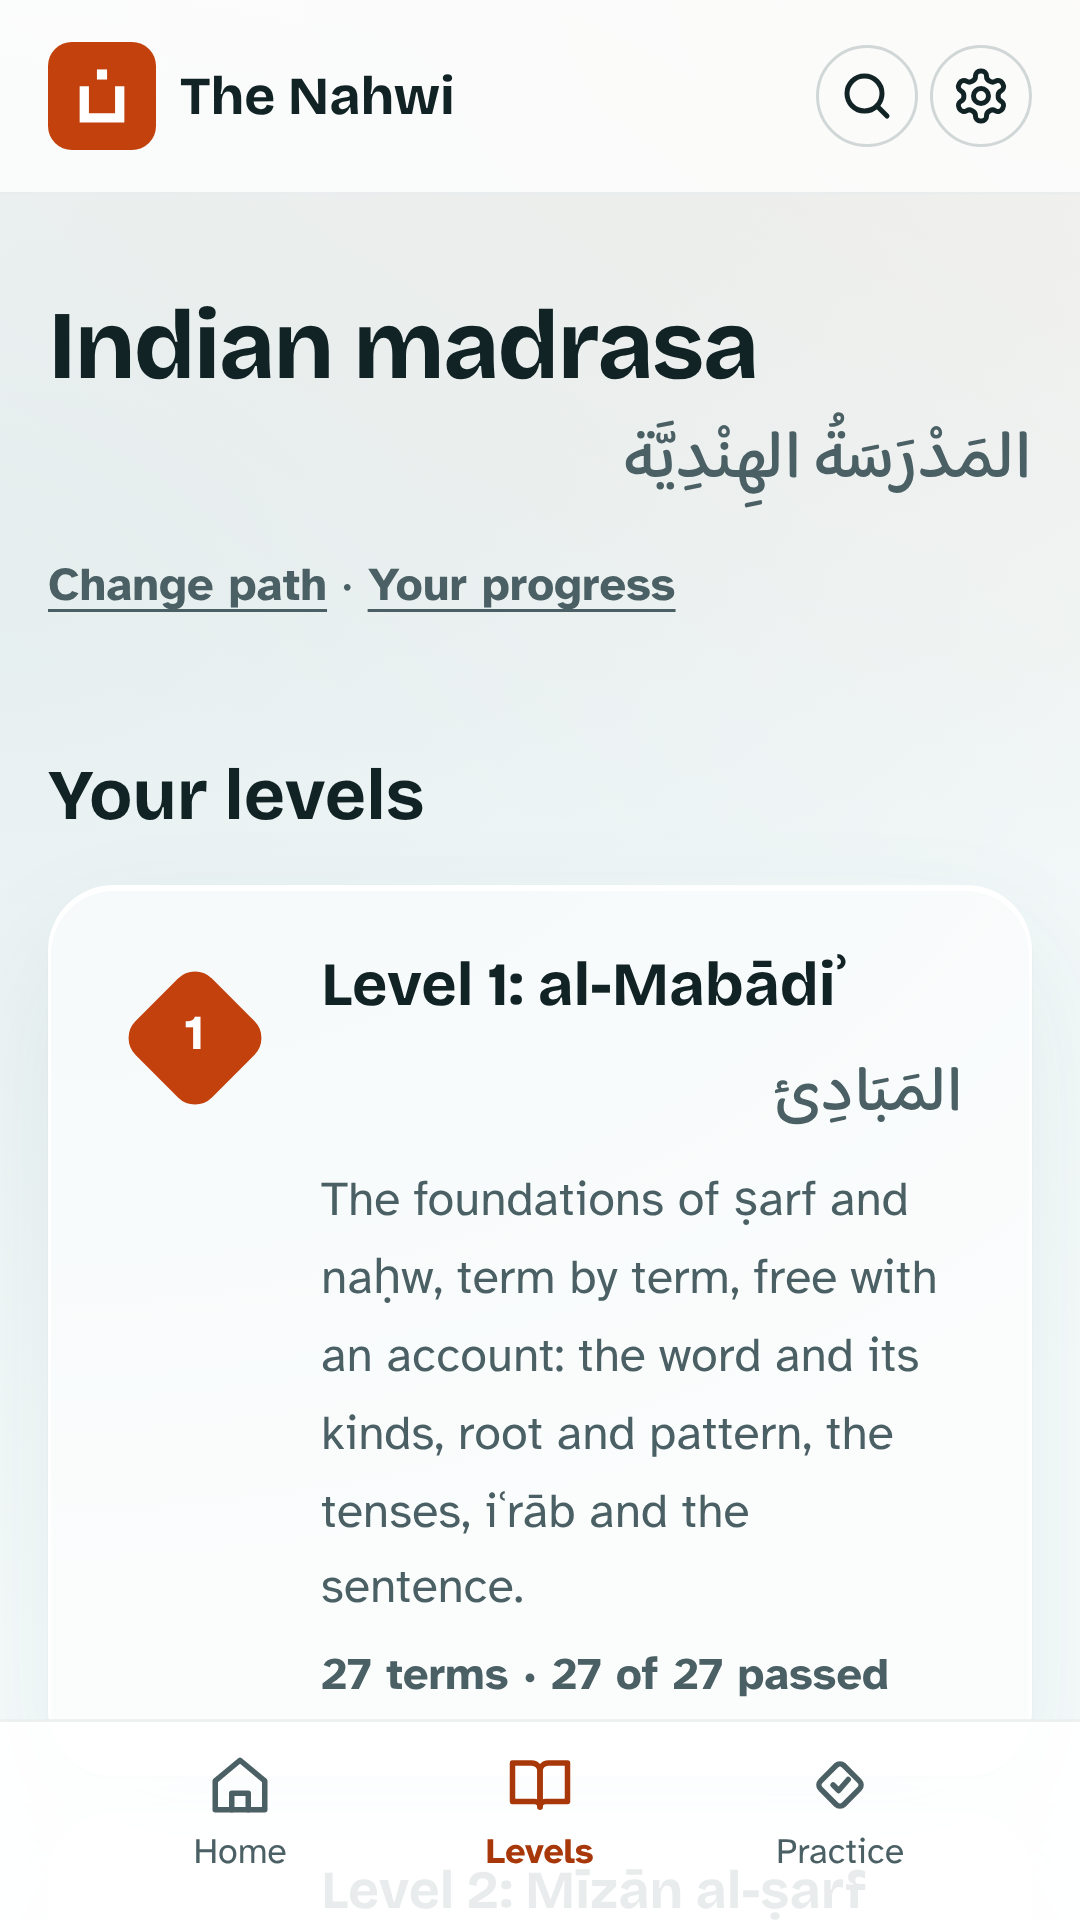 The Nahwi
Indian madrasa
المَدْرَسَةُ الهِنْدِيَّة
Change path · Your progress
Your levels
1
Level 1: al-Mabādiʾ
المَبَادِئ
The foundations of ṣarf and
naḥw, term by term, free with
an account: the word and its
kinds, root and pattern, the
tenses, iʿrāb and the
sentence.
27 terms · 27 of 27 passed
Home
Levels
Practice
Level 2: Mīzān al-ṣarf